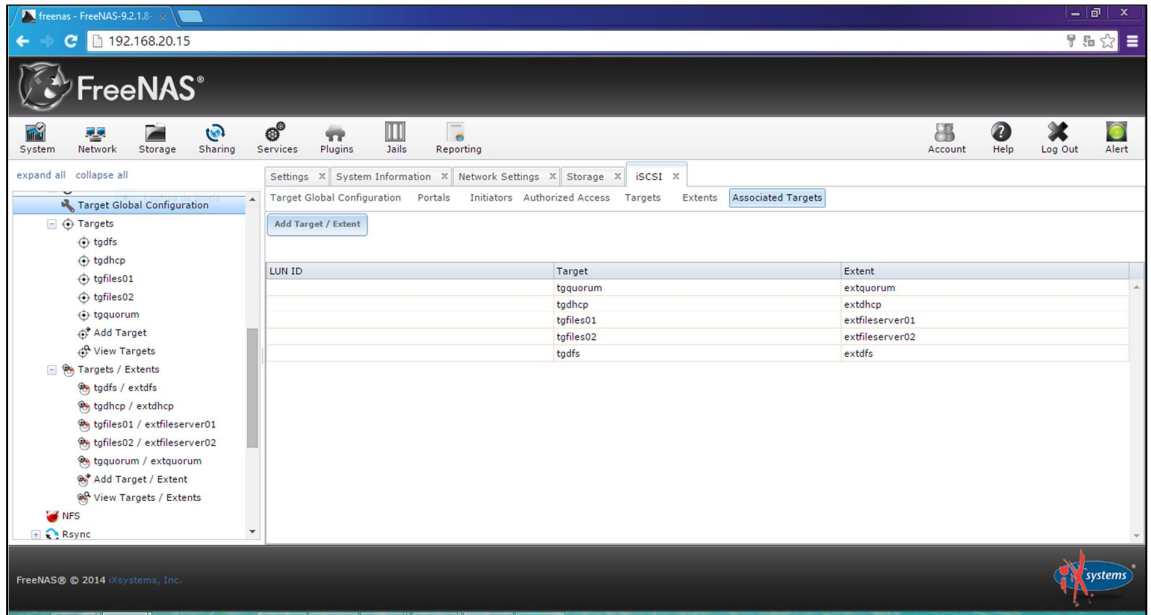 freenas - FreeNAS-9.2.1.8-
192.168.20.15
FreeNAS®
System Network Storage Sharing Services Plugins Jails Reporting Account Help Log Out Alert
expand all collapse all
Settings System Information Network Settings Storage iSCSI
Target Global Configuration Portals Initiators Authorized Access Targets Extents Associated Targets
Add Target / Extent
Target Global Configuration
Targets
tgdfs
tgdhcp
tgfiles01
tgfiles02
tgquorum
Add Target
View Targets
Targets / Extents
tgdfs / extdfs
tgdhcp / extdhcp
tgfiles01 / extfileserver01
tgfiles02 / extfileserver02
tgquorum / extquorum
Add Target / Extent
View Targets / Extents
NFS
Rsync
LUN ID Target Extent
tgquorum extquorum
tgdhcp extdhcp
tgfiles01 extfileserver01
tgfiles02 extfileserver02
tgdfs extdfs
FreeNAS® © 2014 iXsystems, Inc.
iX systems